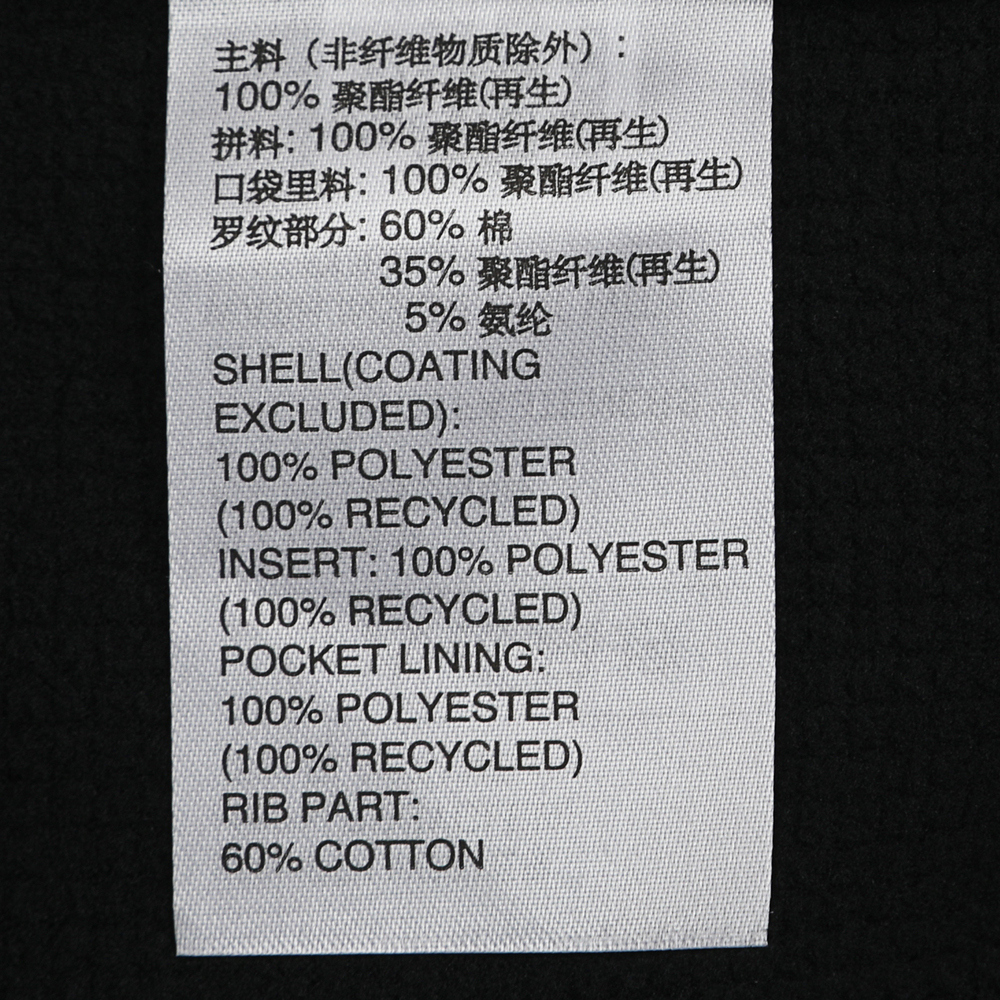 主料（非纤维物质除外）：
100% 聚酯纤维(再生)
拼料: 100% 聚酯纤维(再生)
口袋里料: 100% 聚酯纤维(再生)
罗纹部分: 60% 棉
35% 聚酯纤维(再生)
5% 氨纶
SHELL(COATING
EXCLUDED):
100% POLYESTER
(100% RECYCLED)
INSERT: 100% POLYESTER
(100% RECYCLED)
POCKET LINING:
100% POLYESTER
(100% RECYCLED)
RIB PART:
60% COTTON